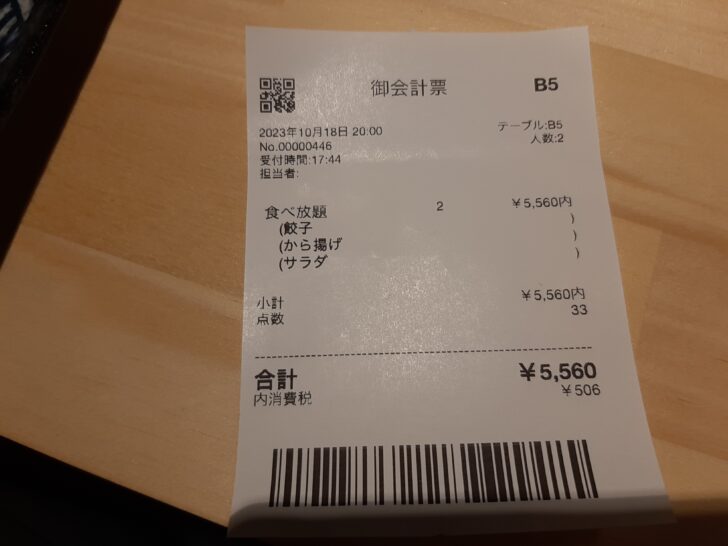 御会計票 B5
2023年10月18日 20:00 テーブル:B5
No.00000446 人数:2
受付時間:17:44
担当者:
食べ放題 2 ¥5,560内
(餃子 )
(から揚げ )
(サラダ )
小計 ¥5,560内
点数 33
合計 ¥5,560
内消費税 ¥506